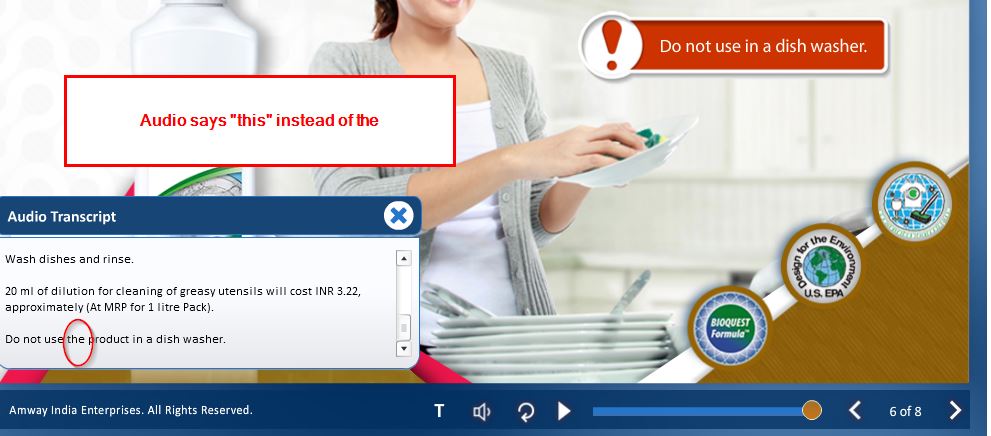 Do not use in a dish washer.
Audio says "this" instead of the
Audio Transcript
Wash dishes and rinse.
20 ml of dilution for cleaning of greasy utensils will cost INR 3.22,
approximately (At MRP for 1 litre Pack).
Do not use the product in a dish washer.
Design for the Environment
U.S. EPA
BIOQUEST
Formula™
Amway India Enterprises. All Rights Reserved.
T
6 of 8